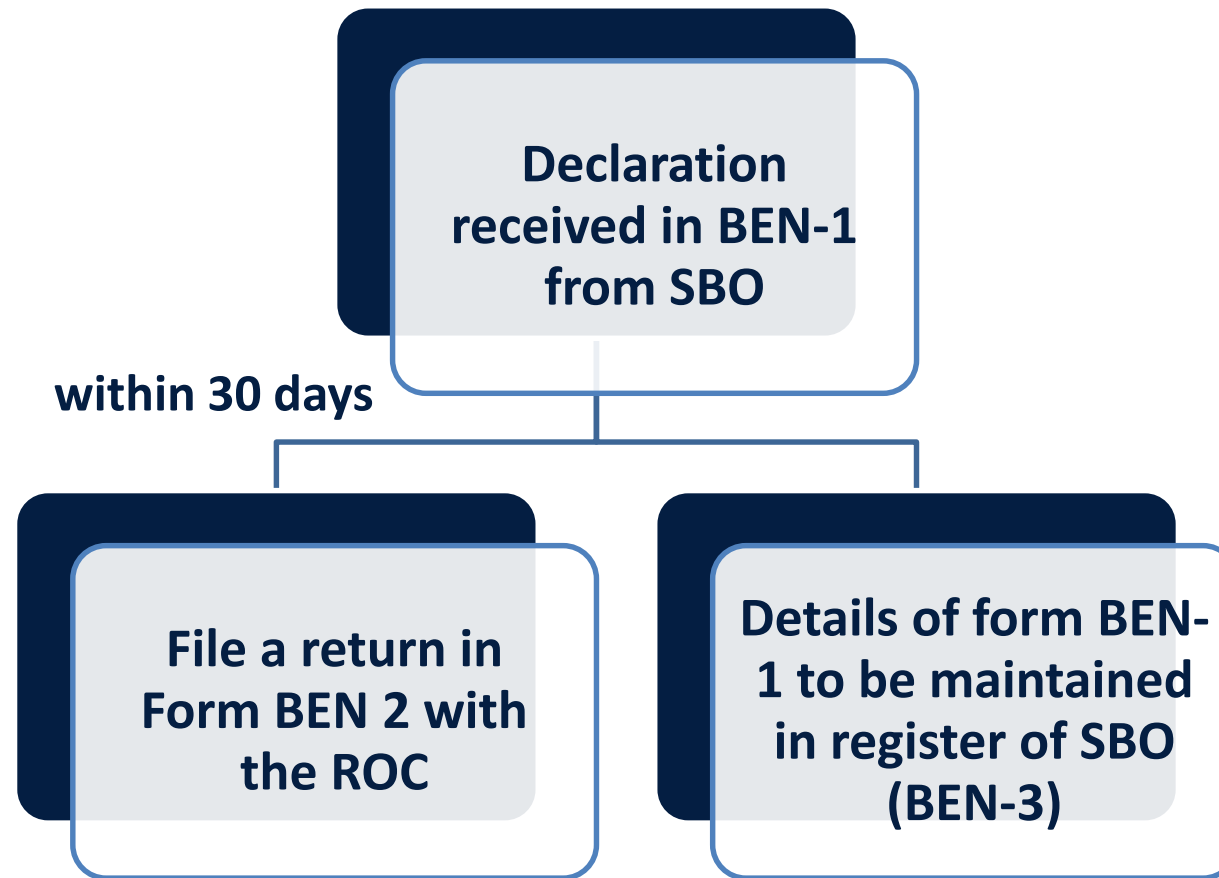 Declaration
received in BEN-1
from SBO
within 30 days
File a return in
Form BEN 2 with
the ROC
Details of form BEN-
1 to be maintained
in register of SBO
(BEN-3)